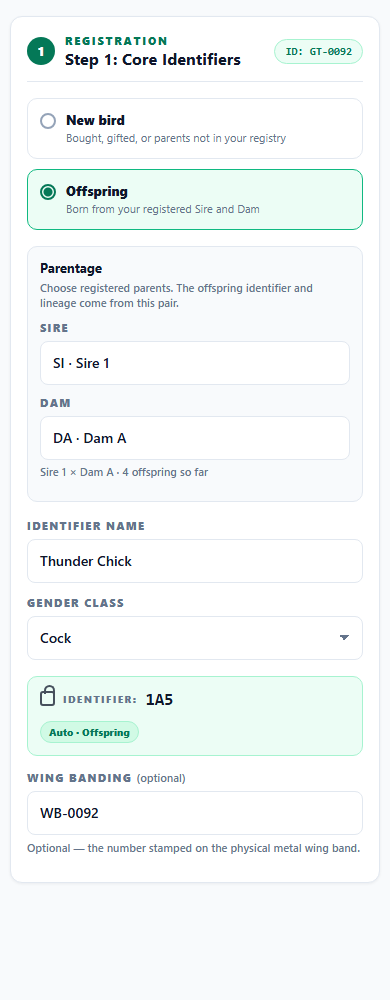 1
REGISTRATION
Step 1: Core Identifiers
ID: GT-0092
New bird
Bought, gifted, or parents not in your registry
Offspring
Born from your registered Sire and Dam
Parentage
Choose registered parents. The offspring identifier and
lineage come from this pair.
SIRE
SI · Sire 1
DAM
DA · Dam A
Sire 1 × Dam A · 4 offspring so far
IDENTIFIER NAME
Thunder Chick
GENDER CLASS
Cock
IDENTIFIER: 1A5
Auto · Offspring
WING BANDING (optional)
WB-0092
Optional — the number stamped on the physical metal wing band.